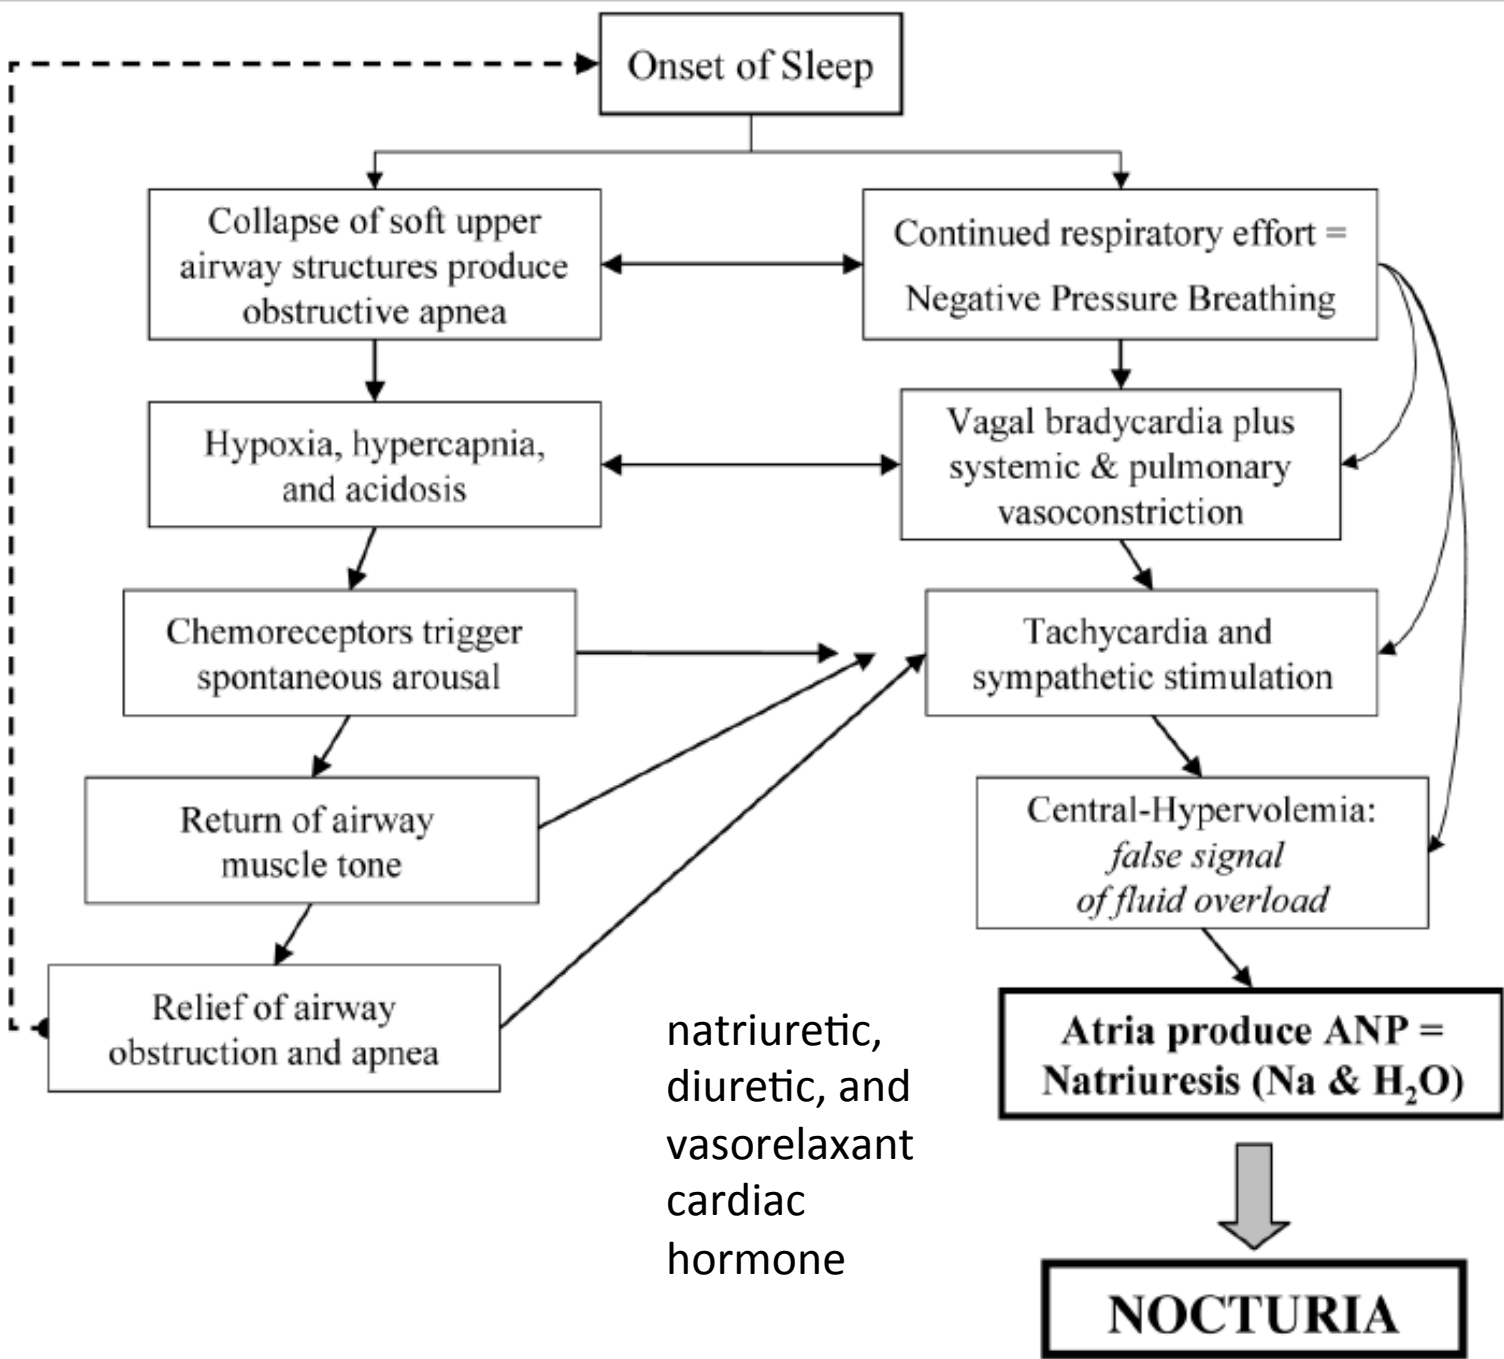 Onset of Sleep
Collapse of soft upper
airway structures produce
obstructive apnea
Continued respiratory effort =
Negative Pressure Breathing
Hypoxia, hypercapnia,
and acidosis
Vagal bradycardia plus
systemic & pulmonary
vasoconstriction
Chemoreceptors trigger
spontaneous arousal
Tachycardia and
sympathetic stimulation
Return of airway
muscle tone
Central-Hypervolemia:
false signal
of fluid overload
Relief of airway
obstruction and apnea
natriuretic,
diuretic, and
vasorelaxant
cardiac
hormone
Atria produce ANP =
Natriuresis (Na & H₂O)
NOCTURIA